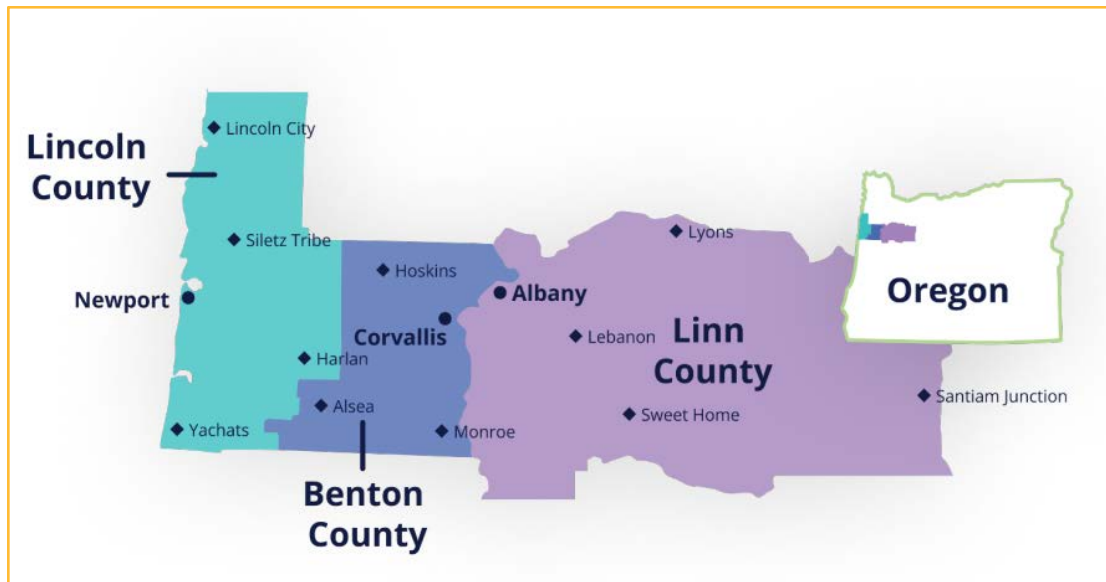 Lincoln City
Lincoln
County
Siletz Tribe
Lyons
Hoskins
Oregon
Newport
Albany
Corvallis
Linn
County
Lebanon
Harlan
Santiam Junction
Alsea
Sweet Home
Yachats
Monroe
Benton
County